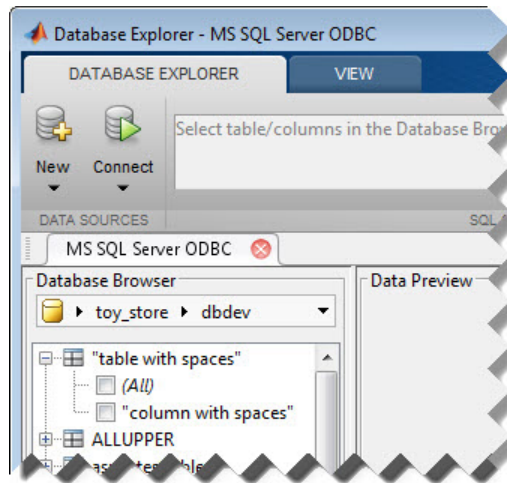 Database Explorer - MS SQL Server ODBC
DATABASE EXPLORER
VIEW
Select table/columns in the Database
New
Connect
DATA SOURCES
MS SQL Server ODBC
Database Browser
Data Preview
toy_store
dbdev
"table with spaces"
(All)
"column with spaces"
ALLUPPER